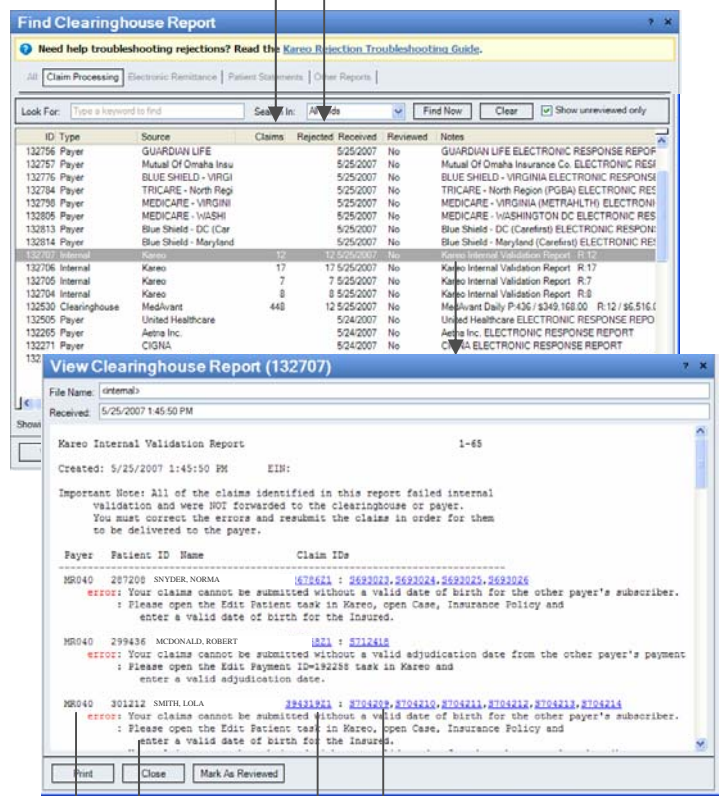 Find Clearinghouse Report
Need help troubleshooting rejections? Read the Kareo Rejection Troubleshooting Guide.
All Claim Processing Electronic Remittance Patient Statements Other Reports
Look For: Type a keyword to find Search In: All Fields Find Now Clear Show unreviewed only
ID Type Source Claims Rejected Received Reviewed Notes
132756 Payer GUARDIAN LIFE 5/25/2007 No GUARDIAN LIFE ELECTRONIC RESPONSE REPOR
132757 Payer Mutual Of Omaha Insu 5/25/2007 No Mutual Of Omaha Insurance Co. ELECTRONIC RESI
132776 Payer BLUE SHIELD - VIRGI 5/25/2007 No BLUE SHIELD - VIRGINIA ELECTRONIC RESPONSE
132784 Payer TRICARE - North Regi 5/25/2007 No TRICARE - North Region (PGBA) ELECTRONIC RES
132798 Payer MEDICARE - VIRGINI 5/25/2007 No MEDICARE - VIRGINIA (METRAHLTH) ELECTRONI
132805 Payer MEDICARE - WASHI 5/25/2007 No MEDICARE - WASHINGTON DC ELECTRONIC RES
132813 Payer Blue Shield - DC (Car 5/25/2007 No Blue Shield - DC (Carefirst) ELECTRONIC RESPON:
132814 Payer Blue Shield - Maryland 5/25/2007 No Blue Shield - Maryland (Carefirst) ELECTRONIC RE:
132707 Internal Kareo 12 12 5/25/2007 No Kareo Internal Validation Report R:12
132706 Internal Kareo 17 17 5/25/2007 No Kareo Internal Validation Report R:17
132705 Internal Kareo 7 7 5/25/2007 No Kareo Internal Validation Report R:7
132704 Internal Kareo 8 8 5/25/2007 No Kareo Internal Validation Report R:8
132530 Clearinghouse MedAvant 448 12 5/25/2007 No MedAvant Daily P:436 / $349,168.00 R:12 / $6,516.0
132505 Payer United Healthcare 5/24/2007 No United Healthcare ELECTRONIC RESPONSE REPO
132265 Payer Aetna Inc. 5/24/2007 No Aetna Inc. ELECTRONIC RESPONSE REPORT
132271 Payer CIGNA 5/24/2007 No CIGNA ELECTRONIC RESPONSE REPORT
132
Showi
View Clearinghouse Report (132707)
File Name: <internal>
Received: 5/25/2007 1:45:50 PM
Kareo Internal Validation Report 1-65
Created: 5/25/2007 1:45:50 PM EIN:
Important Note: All of the claims identified in this report failed internal
validation and were NOT forwarded to the clearinghouse or payer.
You must correct the errors and resubmit the claims in order for them
to be delivered to the payer.
Payer Patient ID Name Claim IDs
MR040 287208 SNYDER, NORMA 67862Z1 : 5693023,5693024,5693025,5693026
error: Your claims cannot be submitted without a valid date of birth for the other payer's subscriber.
: Please open the Edit Patient task in Kareo, open Case, Insurance Policy and
enter a valid date of birth for the Insured.
MR040 299436 MCDONALD, ROBERT 8Z1 : 5712418
error: Your claims cannot be submitted without a valid adjudication date from the other payer's payment
: Please open the Edit Payment ID=192258 task in Kareo and
enter a valid adjudication date.
MR040 301212 SMITH, LOLA 394319Z1 : 5704209,5704210,5704211,5704212,5704213,5704214
error: Your claims cannot be submitted without a valid date of birth for the other payer's subscriber.
: Please open the Edit Patient task in Kareo, open Case, Insurance Policy and
enter a valid date of birth for the Insured.
Print Close Mark As Reviewed